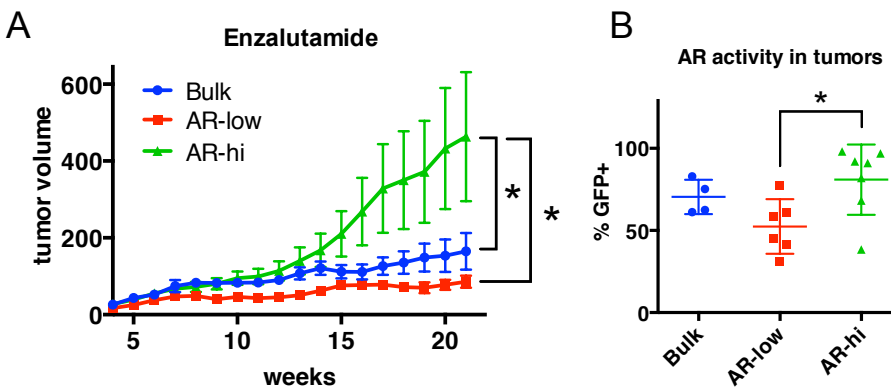 A
Enzalutamide
tumor volume
600
400
200
0
Bulk
AR-low
AR-hi
*
*
5
10
15
20
weeks
B
AR activity in tumors
*
% GFP+
100
50
0
Bulk
AR-low
AR-hi